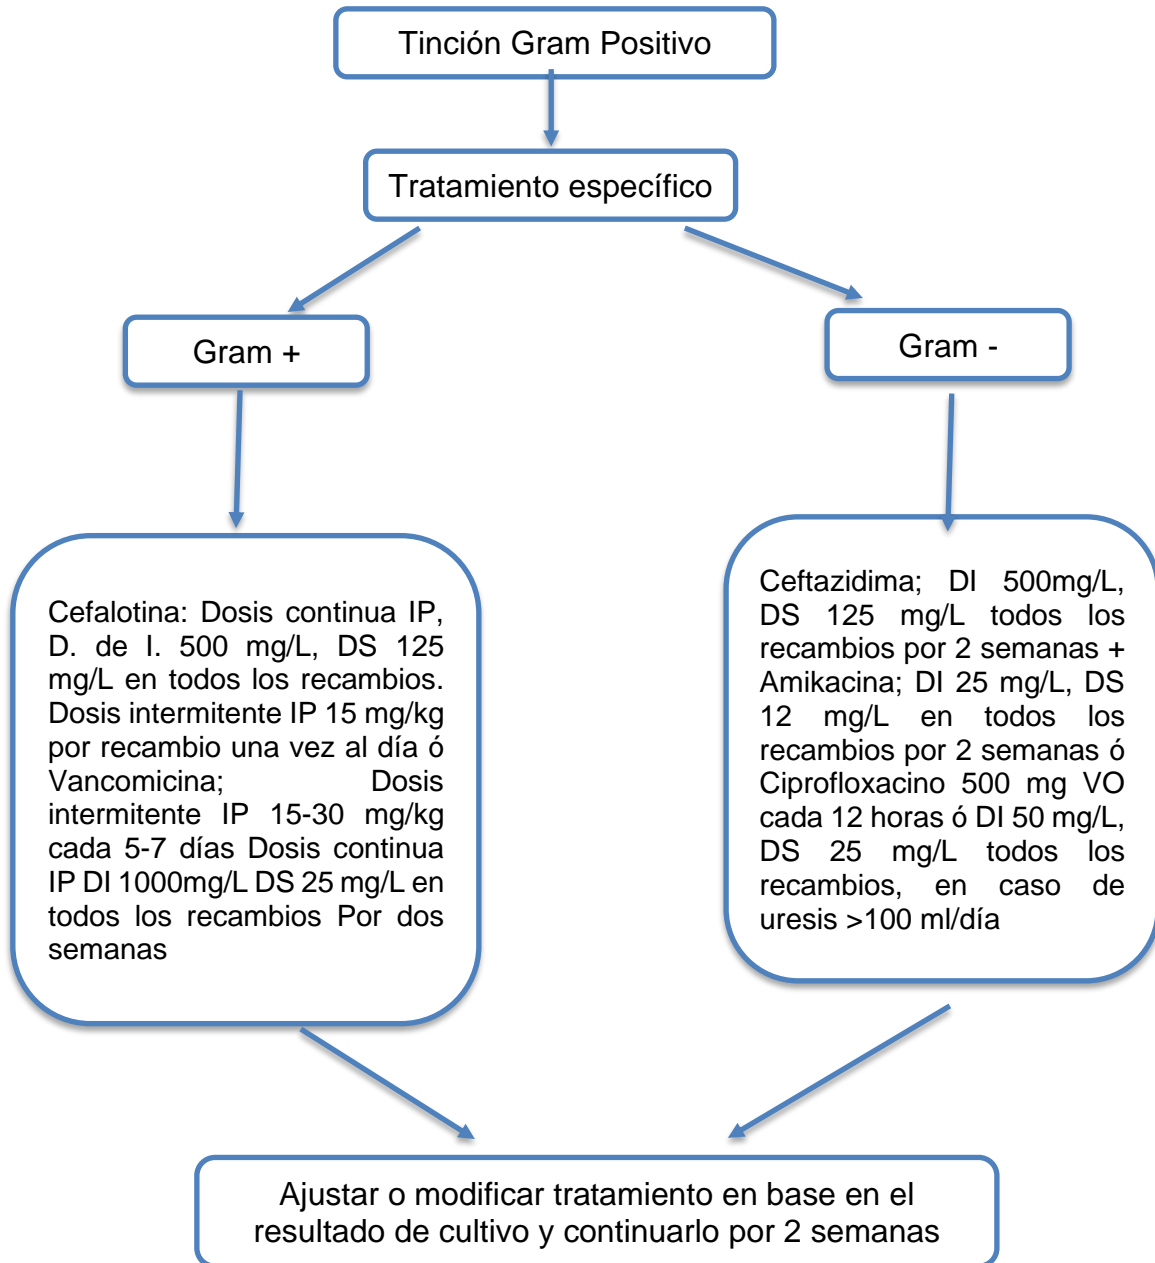 Tinción Gram Positivo
Tratamiento específico
Gram +
Gram -
Cefalotina: Dosis continua IP,
D. de I. 500 mg/L, DS 125
mg/L en todos los recambios.
Dosis intermitente IP 15 mg/kg
por recambio una vez al día ó
Vancomicina; Dosis
intermitente IP 15-30 mg/kg
cada 5-7 días Dosis continua
IP DI 1000mg/L DS 25 mg/L en
todos los recambios Por dos
semanas
Ceftazidima; DI 500mg/L,
DS 125 mg/L todos los
recambios por 2 semanas +
Amikacina; DI 25 mg/L, DS
12 mg/L en todos los
recambios por 2 semanas ó
Ciprofloxacino 500 mg VO
cada 12 horas ó DI 50 mg/L,
DS 25 mg/L todos los
recambios, en caso de
uresis >100 ml/día
Ajustar o modificar tratamiento en base en el
resultado de cultivo y continuarlo por 2 semanas